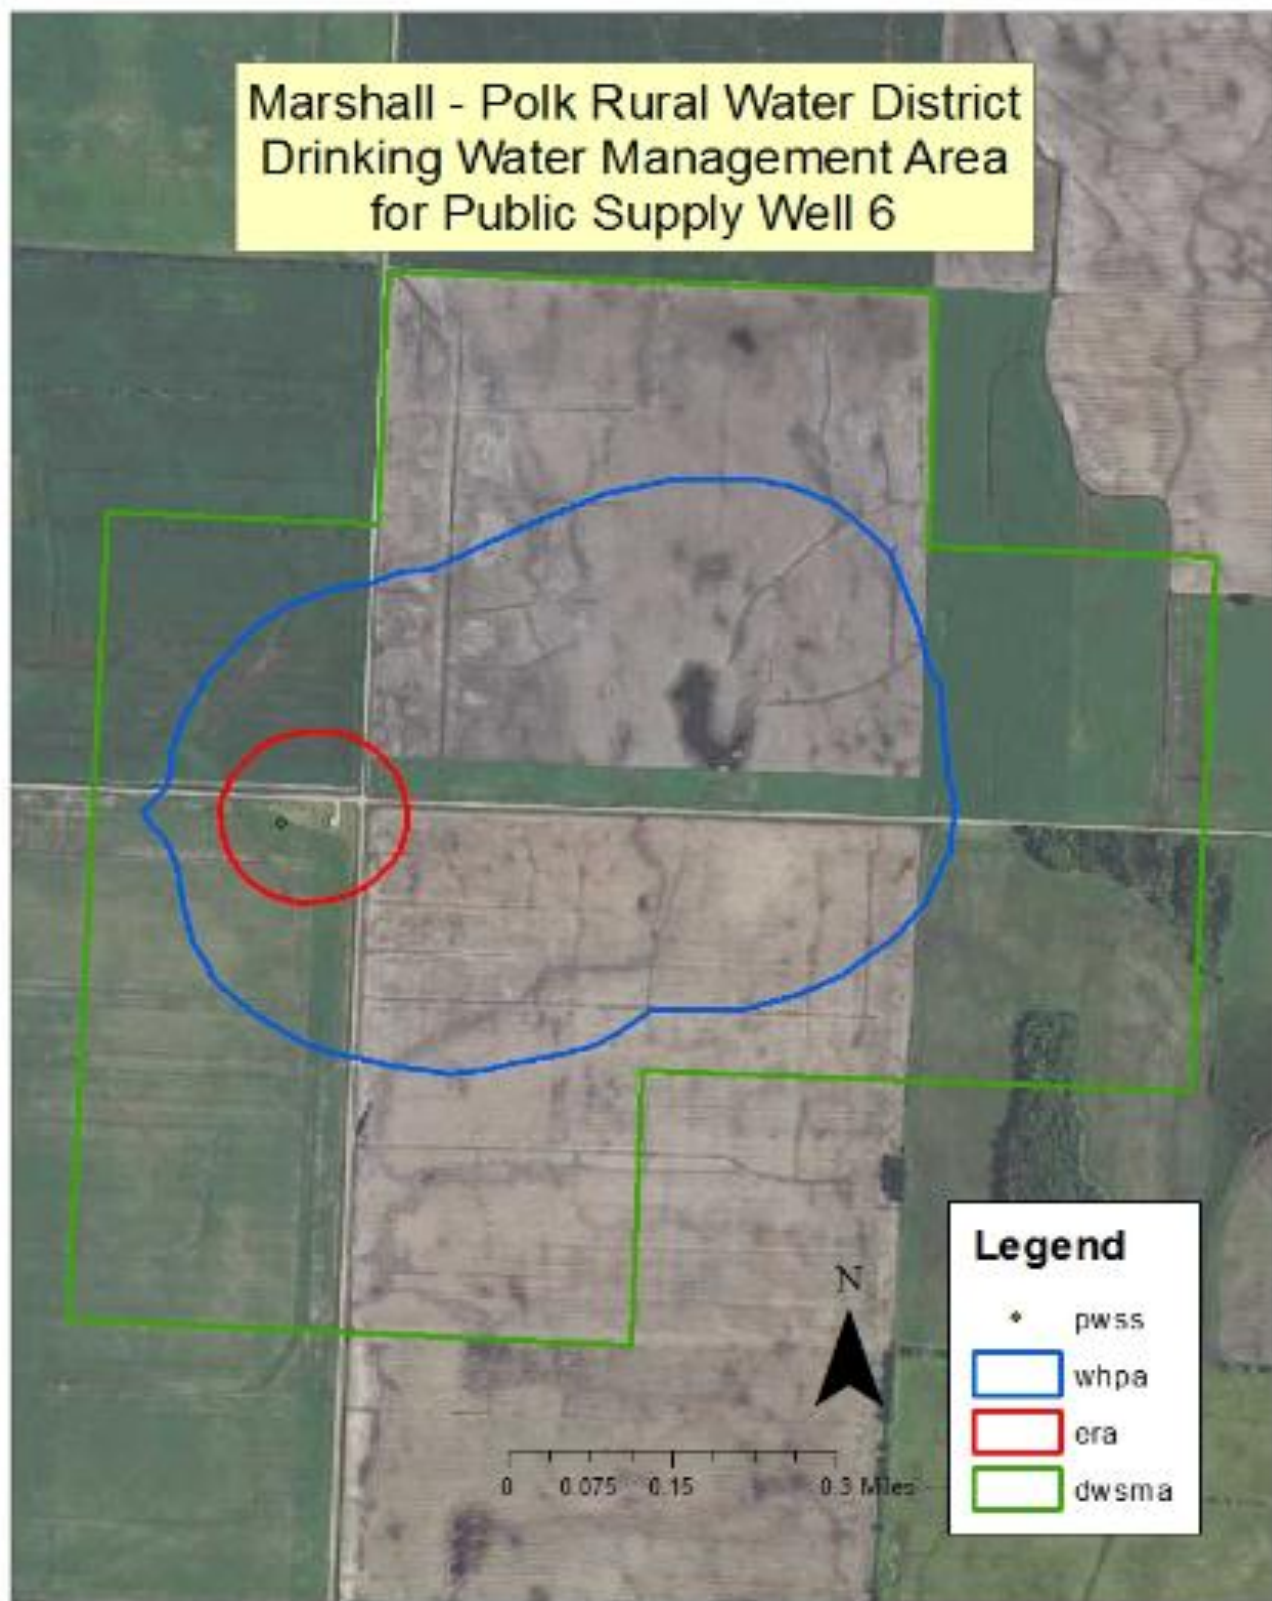 Marshall - Polk Rural Water District
Drinking Water Management Area
for Public Supply Well 6
Legend
pwss
whpa
era
dwsma
N
0 0.075 0.15 0.3 Miles